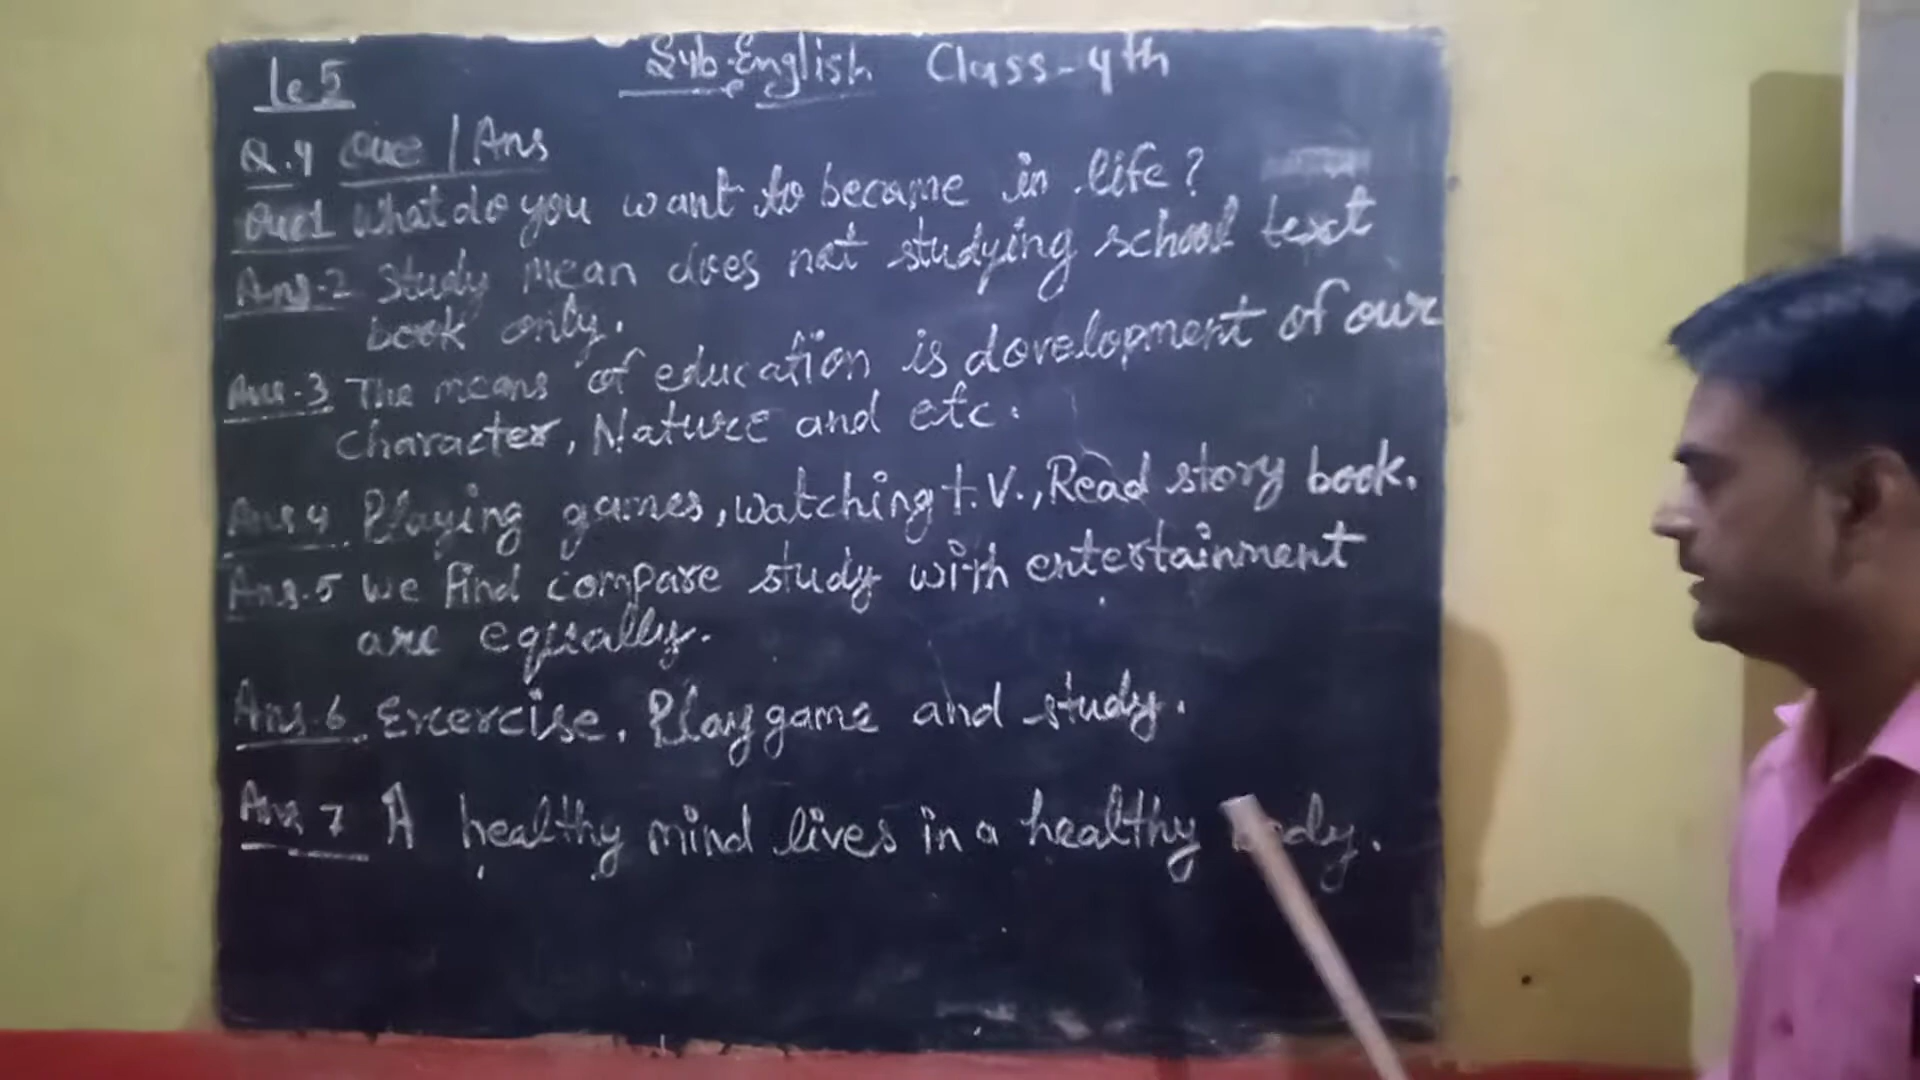 Le 5
Sub-English Class-4th
Q.4 Que / Ans
Que1 What do you want to became in life?
Ans-2 Study mean does not studying school text
book only.
Ans-3 The means of education is dovelopment of our
character, Nature and etc.
Ans 4 Playing games, watching t.V., Read story book.
Ans-5 We find compare study with entertainment
are equally.
Ans-6 Excercise, Play game and study.
Ans 7 A healthy mind lives in a healthy body.